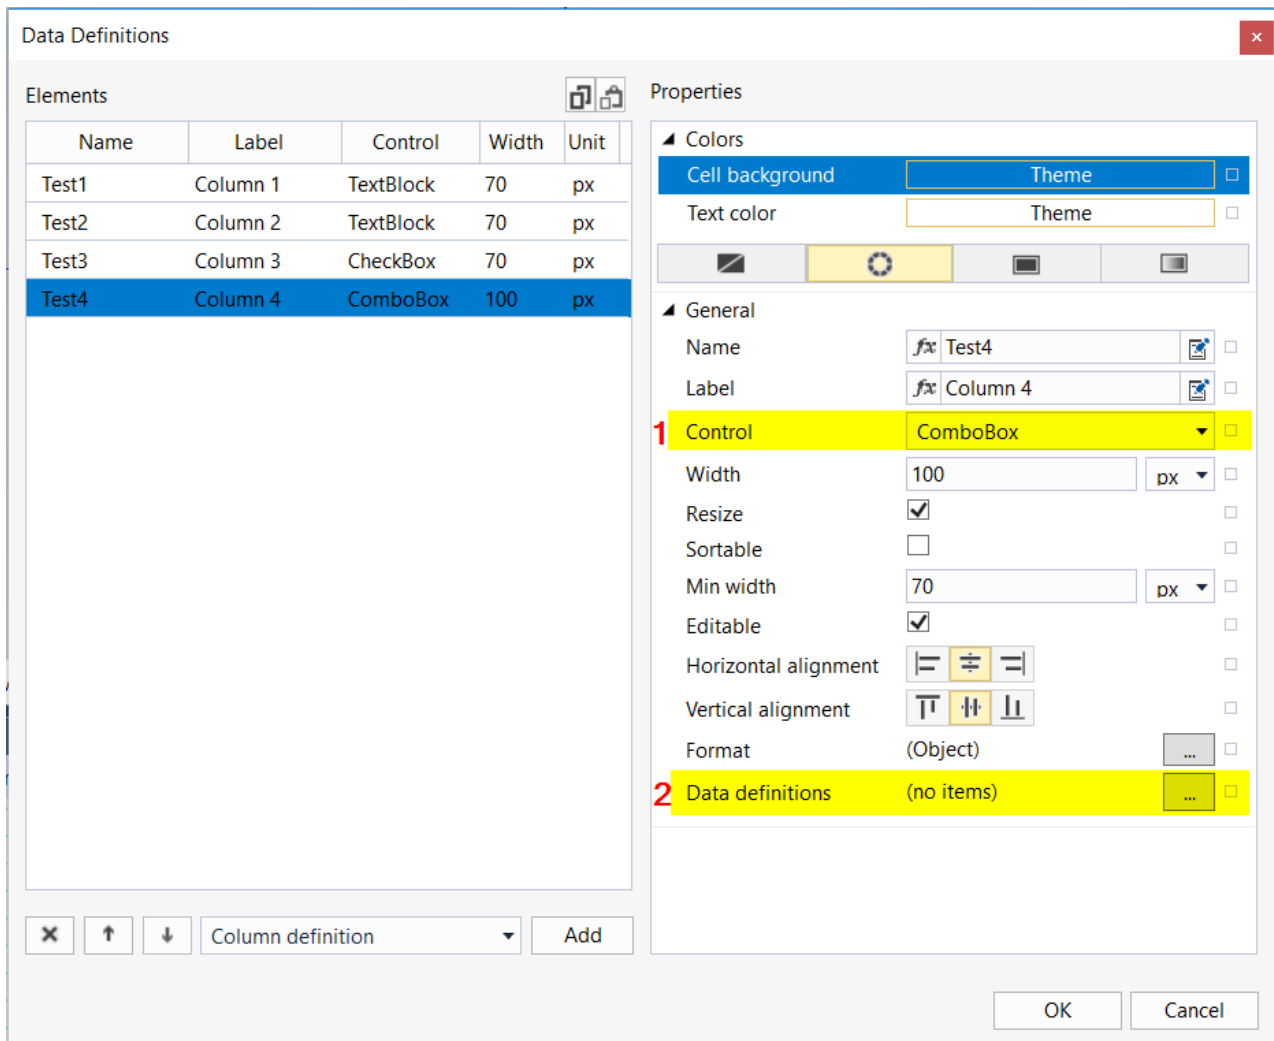 Data Definitions
Elements
Name Label Control Width Unit
Test1 Column 1 TextBlock 70 px
Test2 Column 2 TextBlock 70 px
Test3 Column 3 CheckBox 70 px
Test4 Column 4 ComboBox 100 px
Column definition Add
Properties
Colors
Cell background Theme
Text color Theme
General
Name fx Test4
Label fx Column 4
1 Control ComboBox
Width 100 px
Resize
Sortable
Min width 70 px
Editable
Horizontal alignment
Vertical alignment
Format (Object) ...
2 Data definitions (no items) ...
OK Cancel